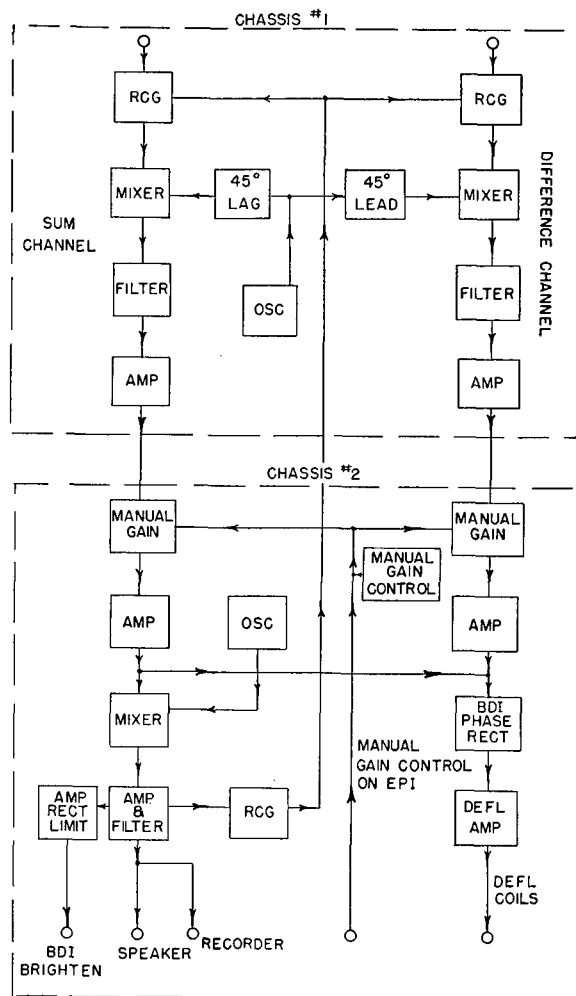 CHASSIS #1
RCG
RCG
MIXER
45°
LAG
45°
LEAD
MIXER
SUM
CHANNEL
DIFFERENCE CHANNEL
FILTER
OSC
FILTER
AMP
AMP
CHASSIS #2
MANUAL
GAIN
MANUAL
GAIN
MANUAL
GAIN
CONTROL
AMP
OSC
AMP
MIXER
BDI
PHASE
RECT
MANUAL
GAIN CONTROL
ON EPI
AMP
RECT
LIMIT
AMP
&
FILTER
RCG
DEFL
AMP
DEFL
COILS
BDI
BRIGHTEN
SPEAKER
RECORDER